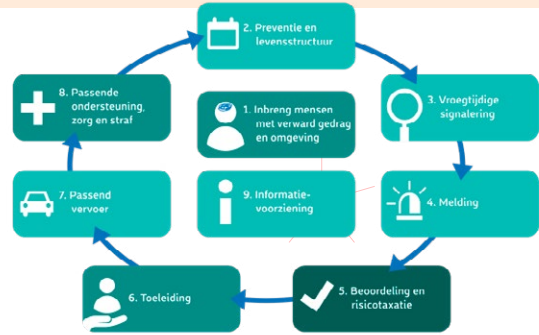 2. Preventie en
levensstructuur
3. Vroegtijdige
signalering
4. Melding
5. Beoordeling en
risicotaxatie
6. Toeleiding
7. Passend
vervoer
8. Passende
ondersteuning,
zorg en straf
1. Inbreng mensen
met verward gedrag
en omgeving
9. Informatie-
voorziening